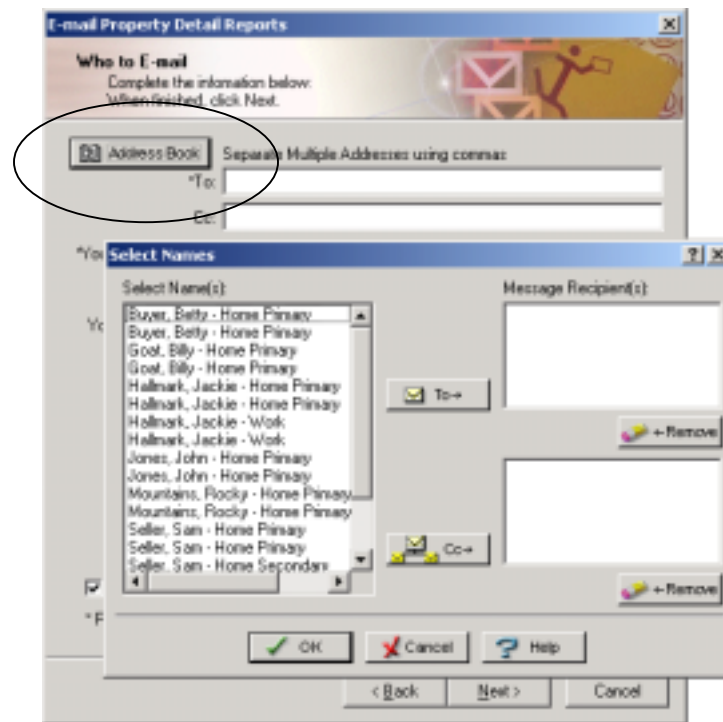 E-mail Property Detail Reports
Who to E-mail
Complete the infomation below.
When finished, click Next.
Address Book
Separate Multiple Addresses using commas
*To:
Cc:
*You
Select Names
Select Name(s):
Message Recipient(s):
Yo
Buyer, Betty - Home Primary
Buyer, Betty - Home Primary
Goat, Billy - Home Primary
Goat, Billy - Home Primary
Hallmark, Jackie - Home Primary
Hallmark, Jackie - Home Primary
Hallmark, Jackie - Work
Hallmark, Jackie - Work
Jones, John - Home Primary
Jones, John - Home Primary
Mountains, Rocky - Home Primary
Mountains, Rocky - Home Primary
Seller, Sam - Home Primary
Seller, Sam - Home Primary
Seller, Sam - Home Secondary
To→
←Remove
Cc→
←Remove
* F
OK
Cancel
Help
< Back
Next >
Cancel